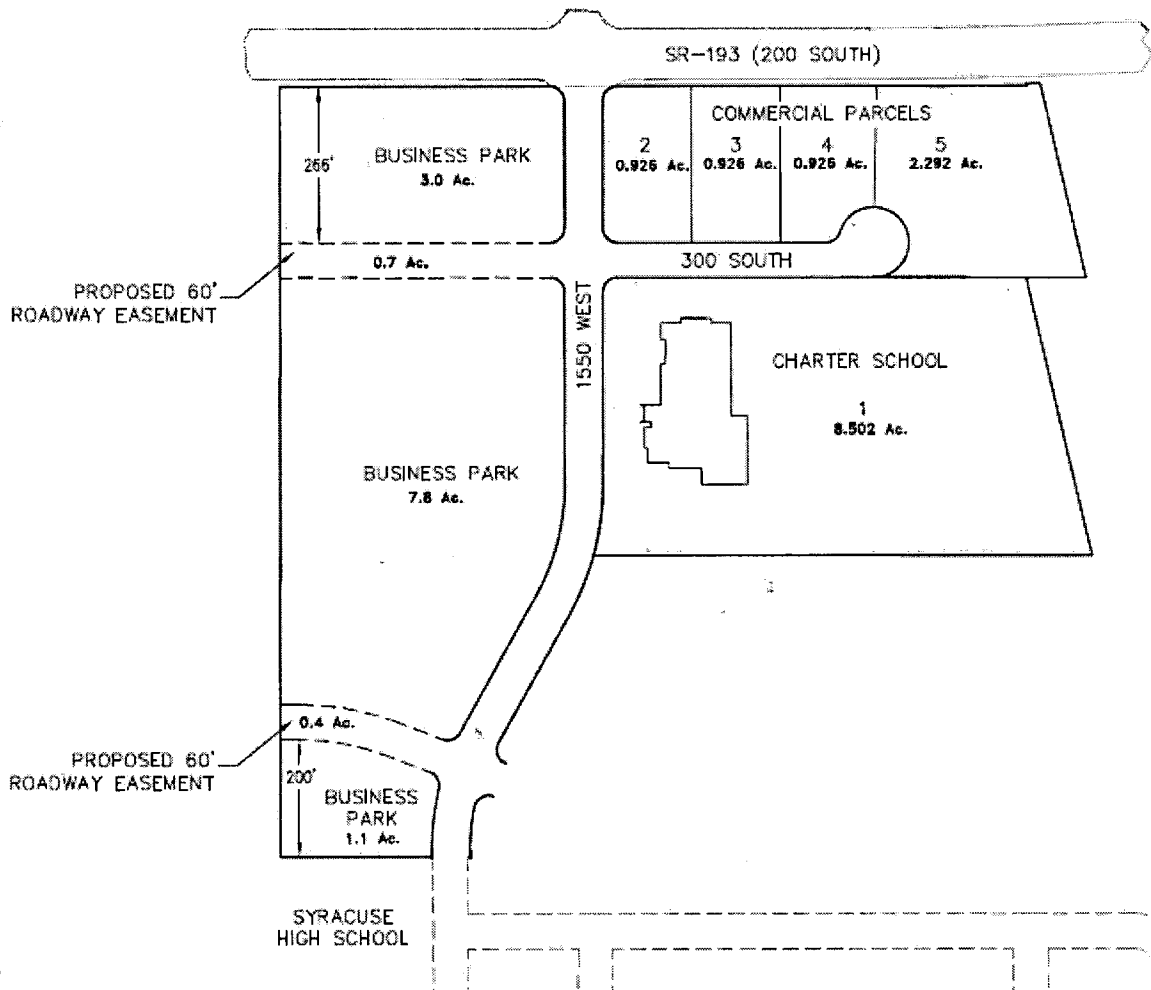 SR-193 (200 SOUTH)
COMMERCIAL PARCELS
266'
BUSINESS PARK
3.0 Ac.
2
0.926 Ac.
3
0.926 Ac.
4
0.926 Ac.
5
2.292 Ac.
0.7 Ac.
300 SOUTH
PROPOSED 60'
ROADWAY EASEMENT
1550 WEST
CHARTER SCHOOL
1
8.502 Ac.
BUSINESS PARK
7.8 Ac.
0.4 Ac.
PROPOSED 60'
ROADWAY EASEMENT
200'
BUSINESS
PARK
1.1 Ac.
SYRACUSE
HIGH SCHOOL